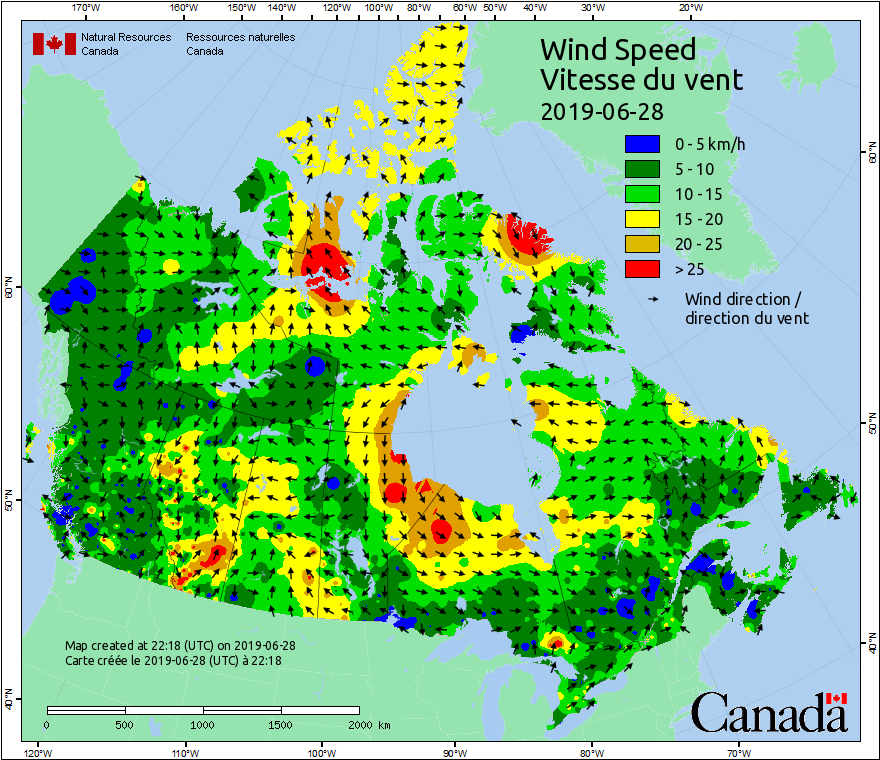 170°W 160°W 150°W 140°W 120°W 100°W 80°W 60°W 50°W 40°W 30°W 20°W
Natural Resources Ressources naturelles
Canada Canada
Wind Speed
Vitesse du vent
2019-06-28
0 - 5 km/h
5 - 10
10 - 15
15 - 20
20 - 25
> 25
Wind direction /
direction du vent
60°N
60°N
50°N
50°N
40°N
40°N
Map created at 22:18 (UTC) on 2019-06-28
Carte créée le 2019-06-28 (UTC) à 22:18
0 500 1000 1500 2000 km
Canada
120°W 110°W 100°W 90°W 80°W 70°W